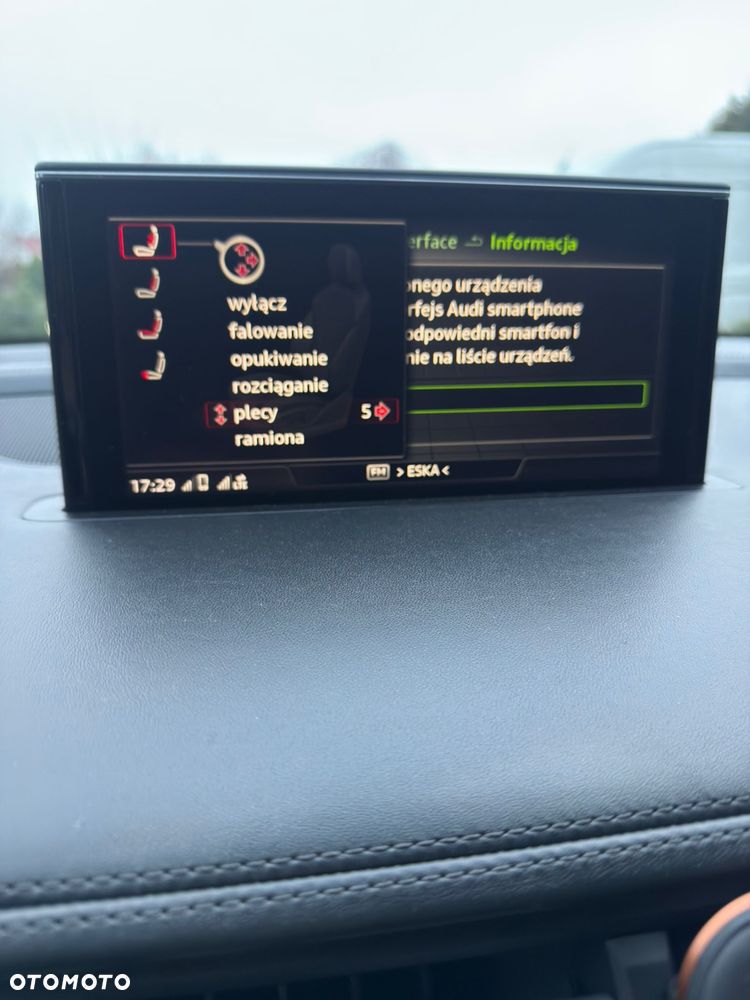 erface Informacja
onego urządzenia
rfejs Audi smartphone
odpowiedni smartfon i
nie na liście urządzeń.
wyłącz
falowanie
opukiwanie
rozciąganie
plecy 5
ramiona
17:29 LTE FM > ESKA <
OTOMOTO